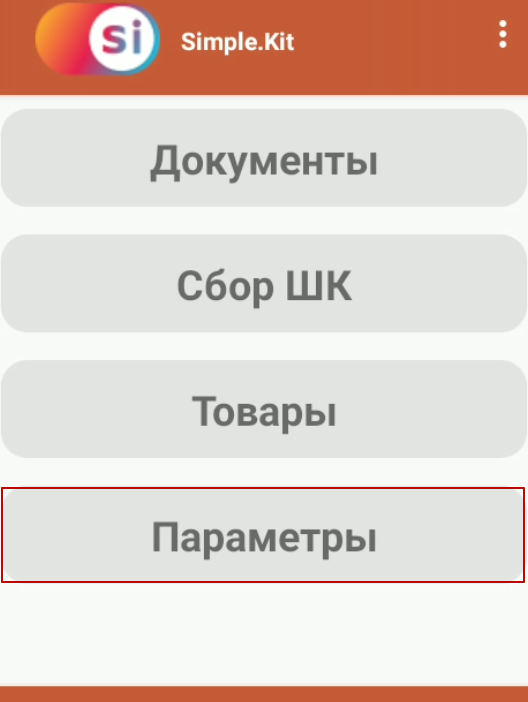 si
Simple.Kit
Документы
Сбор ШК
Товары
Параметры